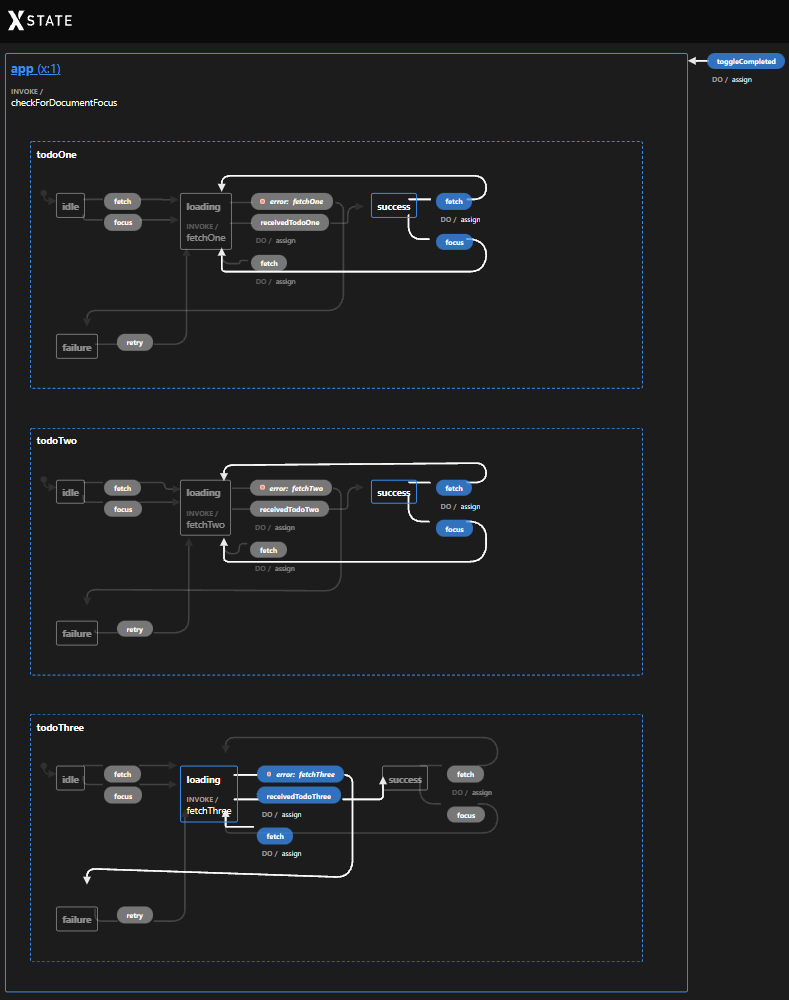 XSTATE
app (x:1)
toggleCompleted
DO / assign
INVOKE /
checkForDocumentFocus
todoOne
idle
fetch
focus
loading
INVOKE /
fetchOne
error: fetchOne
receivedTodoOne
DO / assign
fetch
DO / assign
success
fetch
DO / assign
focus
failure
retry
todoTwo
idle
fetch
focus
loading
INVOKE /
fetchTwo
error: fetchTwo
receivedTodoTwo
DO / assign
fetch
DO / assign
success
fetch
DO / assign
focus
failure
retry
todoThree
idle
fetch
focus
loading
INVOKE /
fetchThree
error: fetchThree
receivedTodoThree
DO / assign
fetch
DO / assign
success
fetch
DO / assign
focus
failure
retry